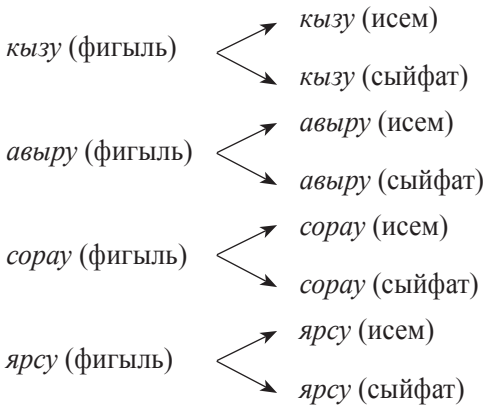 кызу (исем)
кызу (фигыль)
кызу (сыйфат)
авыру (исем)
авыру (фигыль)
авыру (сыйфат)
сорау (исем)
сорау (фигыль)
сорау (сыйфат)
ярсу (исем)
ярсу (фигыль)
ярсу (сыйфат)